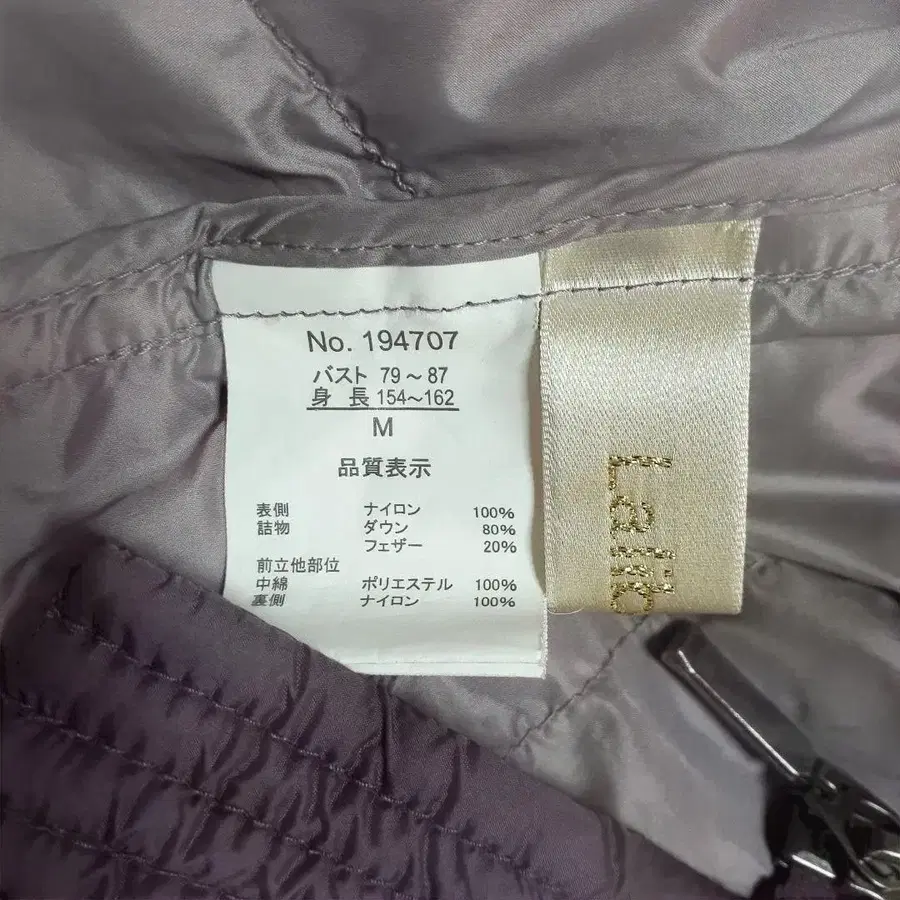 No. 194707
バスト 79～87
身 長 154～162
M
品質表示
表側 ナイロン 100%
詰物 ダウン 80%
フェザー 20%
前立他部位
中綿 ポリエステル 100%
裏側 ナイロン 100%